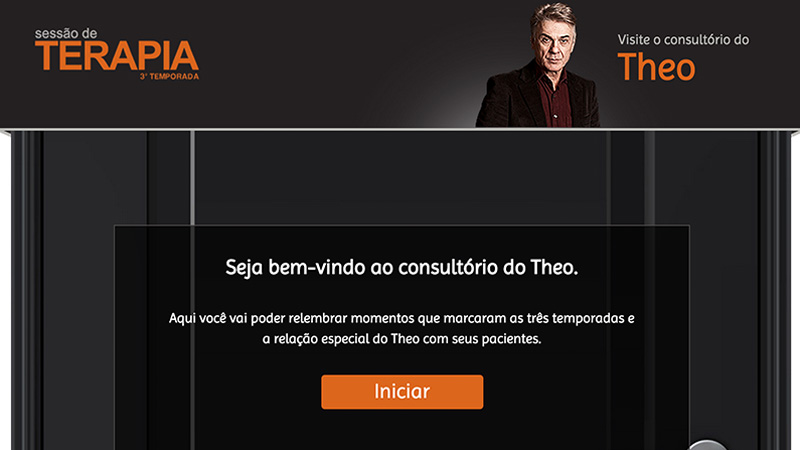 sessão de
TERAPIA
3ª TEMPORADA
Visite o consultório do
Theo
Seja bem-vindo ao consultório do Theo.
Aqui você vai poder relembrar momentos que marcaram as três temporadas e
a relação especial do Theo com seus pacientes.
Iniciar